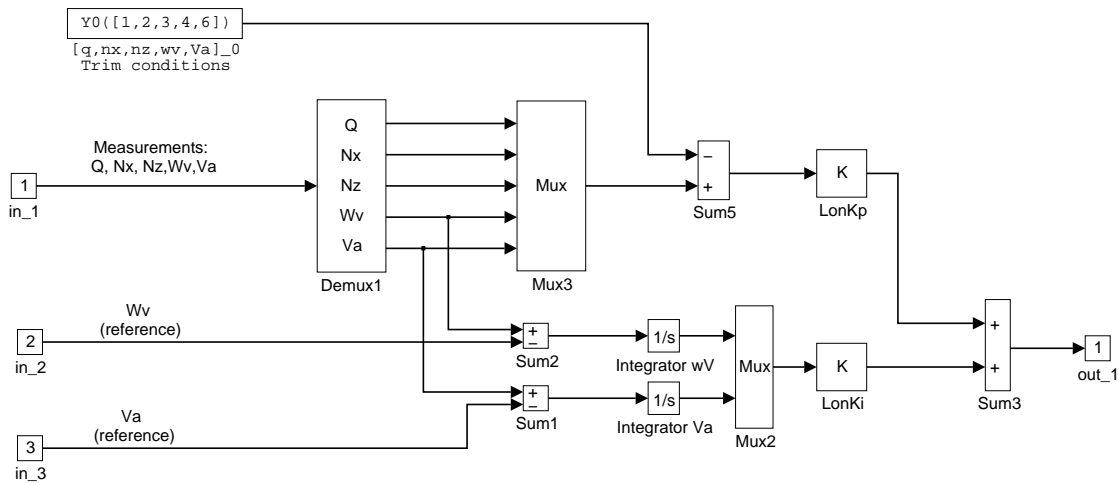 Y0([1,2,3,4,6])
[q,nx,nz,wv,Va]_0
Trim conditions
Measurements:
Q, Nx, Nz,Wv,Va
1
in_1
Q
Nx
Nz
Wv
Va
Demux1
Mux
Mux3
−
+
Sum5
K
LonKp
Wv
(reference)
2
in_2
+
−
Sum2
1/s
Integrator wV
Va
(reference)
3
in_3
+
−
Sum1
1/s
Integrator Va
Mux
Mux2
K
LonKi
+
+
Sum3
1
out_1